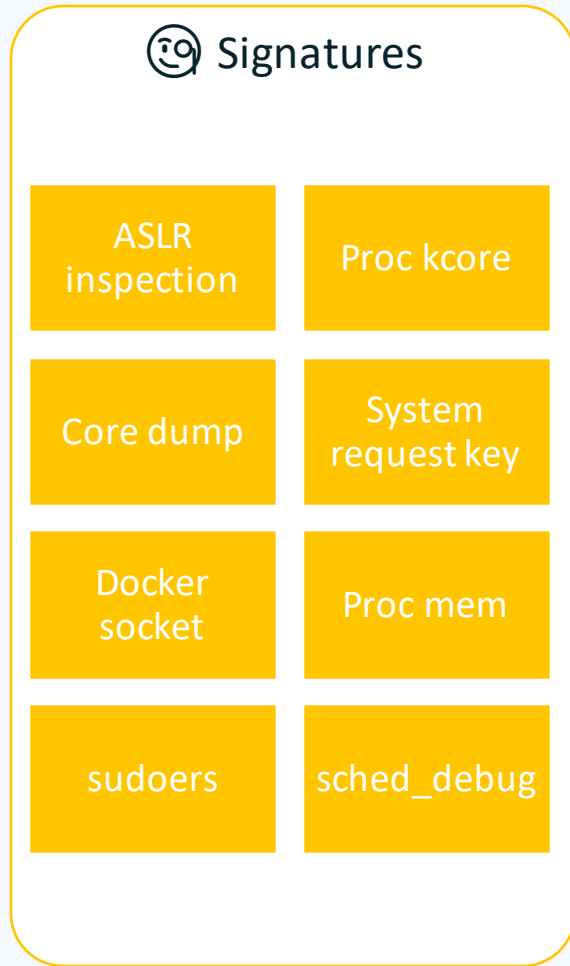 Signatures
ASLR
inspection
Proc kcore
Core dump
System
request key
Docker
socket
Proc mem
sudoers
sched_debug